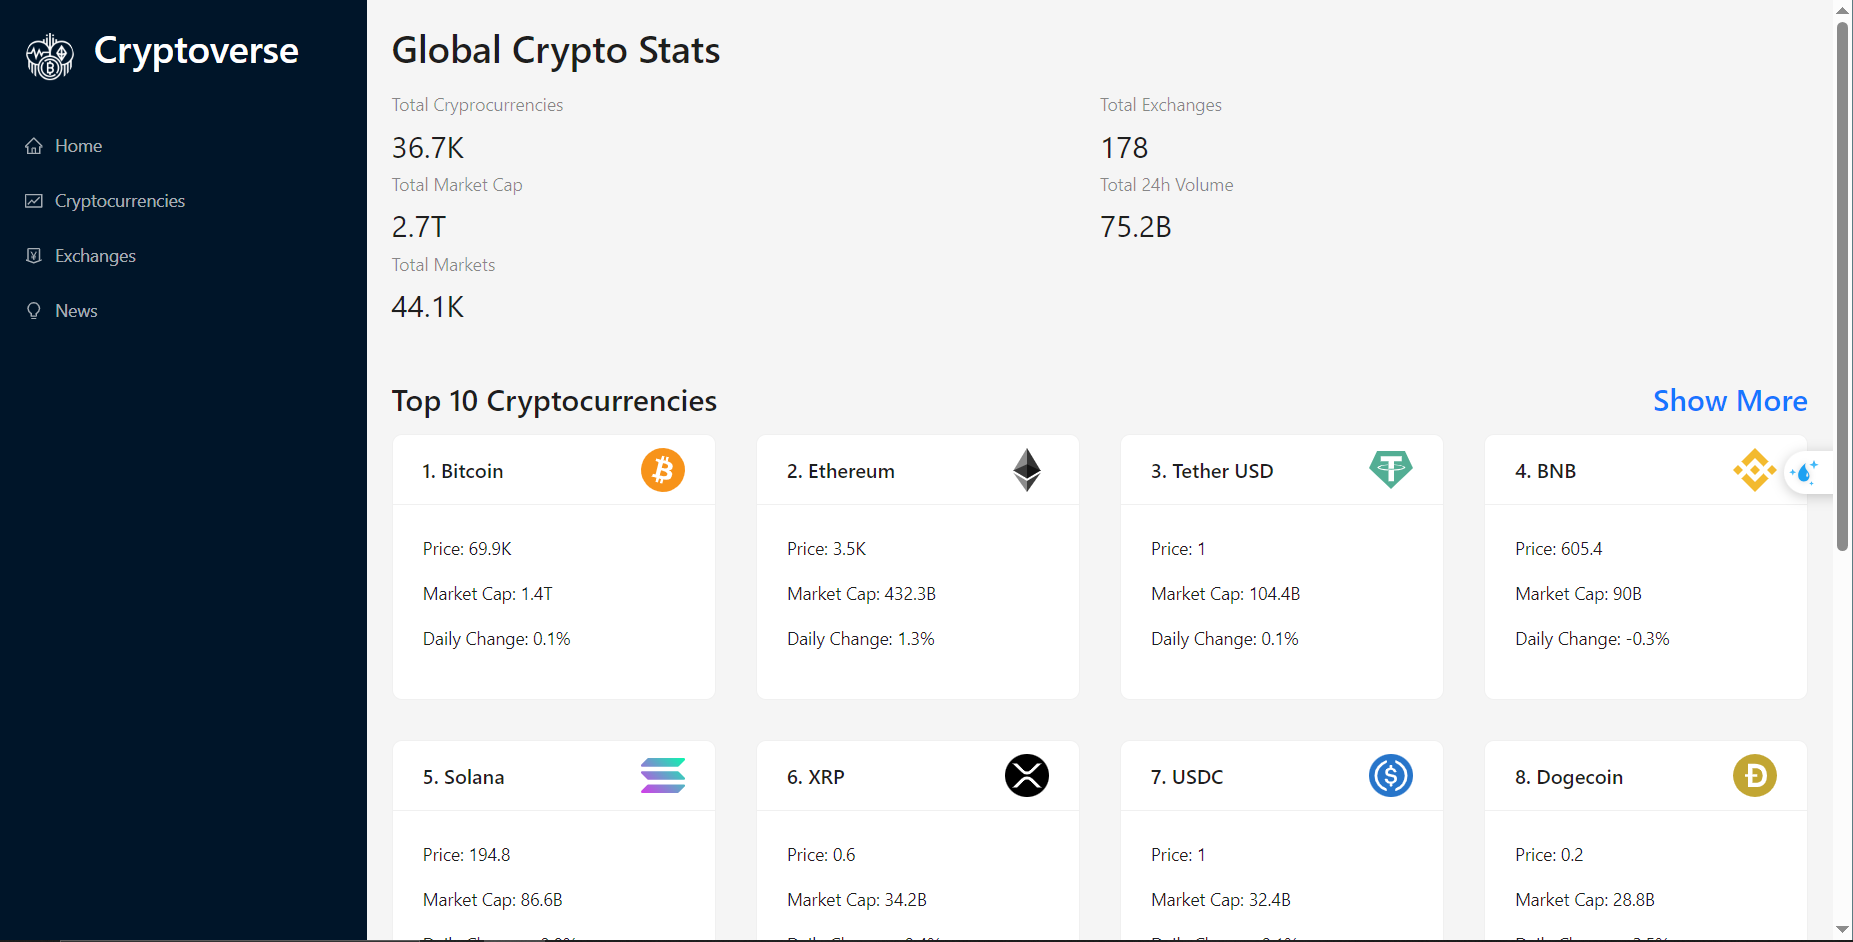 Cryptoverse
Home
Cryptocurrencies
Exchanges
News
Global Crypto Stats
Total Cryprocurrencies
36.7K
Total Exchanges
178
Total Market Cap
2.7T
Total 24h Volume
75.2B
Total Markets
44.1K
Top 10 Cryptocurrencies
Show More
1. Bitcoin
Price: 69.9K
Market Cap: 1.4T
Daily Change: 0.1%
2. Ethereum
Price: 3.5K
Market Cap: 432.3B
Daily Change: 1.3%
3. Tether USD
Price: 1
Market Cap: 104.4B
Daily Change: 0.1%
4. BNB
Price: 605.4
Market Cap: 90B
Daily Change: -0.3%
5. Solana
Price: 194.8
Market Cap: 86.6B
6. XRP
Price: 0.6
Market Cap: 34.2B
7. USDC
Price: 1
Market Cap: 32.4B
8. Dogecoin
Price: 0.2
Market Cap: 28.8B